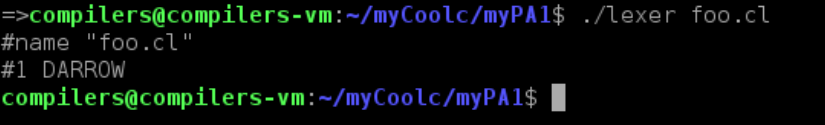 =>compilers@compilers-vm:~/myCoolc/myPA1$ ./lexer foo.cl
#name "foo.cl"
#1 DARROW
compilers@compilers-vm:~/myCoolc/myPA1$